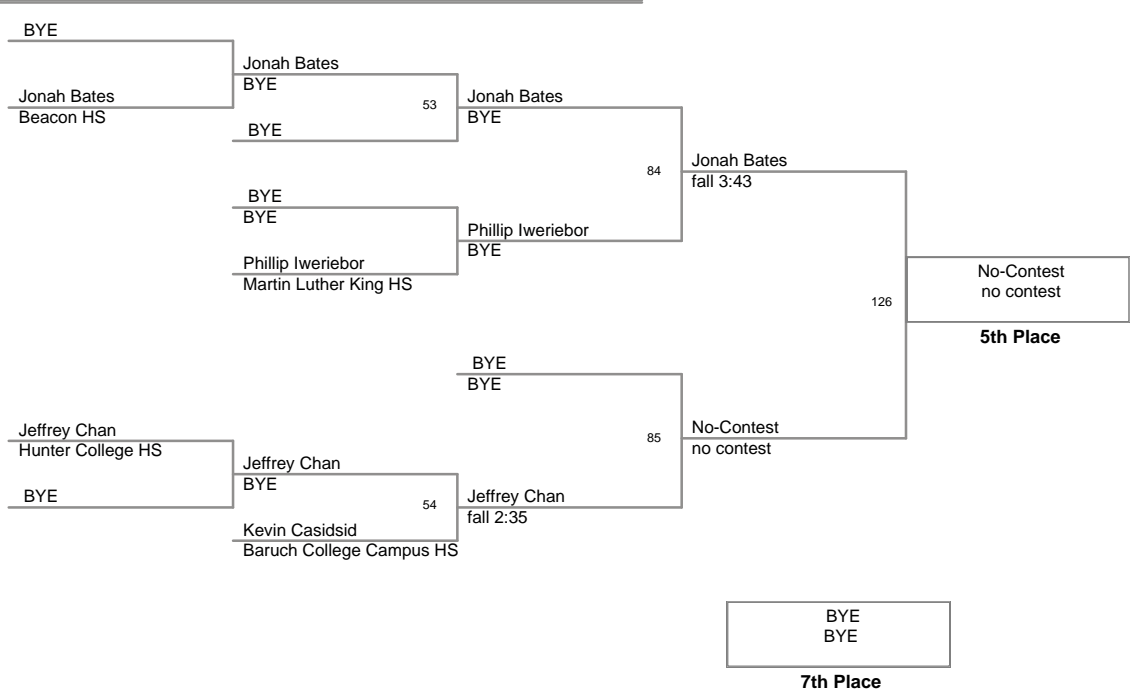 BYE
Jonah Bates
Beacon HS
Jonah Bates
BYE
53
BYE
Jonah Bates
BYE
BYE
BYE
Phillip Iweriebor
Martin Luther King HS
Phillip Iweriebor
BYE
84
Jonah Bates
fall 3:43
126
No-Contest
no contest
5th Place
BYE
BYE
Jeffrey Chan
Hunter College HS
BYE
Jeffrey Chan
BYE
54
Kevin Casidsid
Baruch College Campus HS
Jeffrey Chan
fall 2:35
85
No-Contest
no contest
BYE
BYE
7th Place